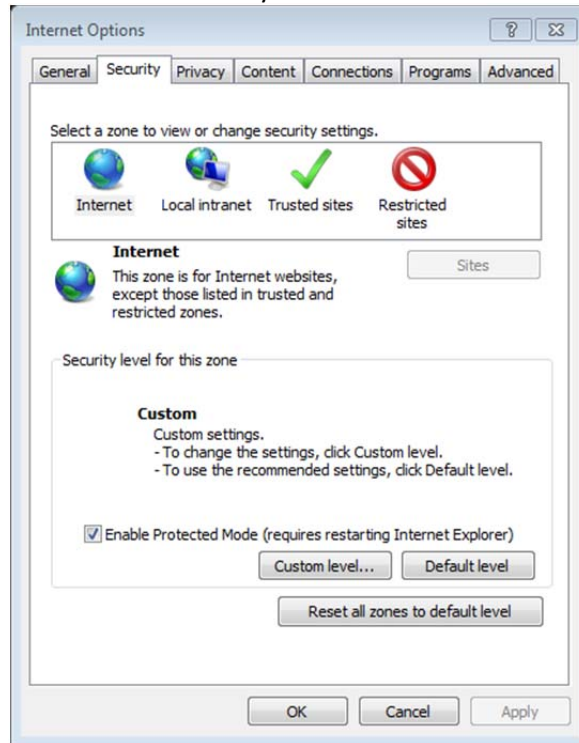 Internet Options
General Security Privacy Content Connections Programs Advanced
Select a zone to view or change security settings.
Internet Local intranet Trusted sites Restricted
sites
Internet
Sites
This zone is for Internet websites,
except those listed in trusted and
restricted zones.
Security level for this zone
Custom
Custom settings.
- To change the settings, click Custom level.
- To use the recommended settings, click Default level.
Enable Protected Mode (requires restarting Internet Explorer)
Custom level... Default level
Reset all zones to default level
OK Cancel Apply